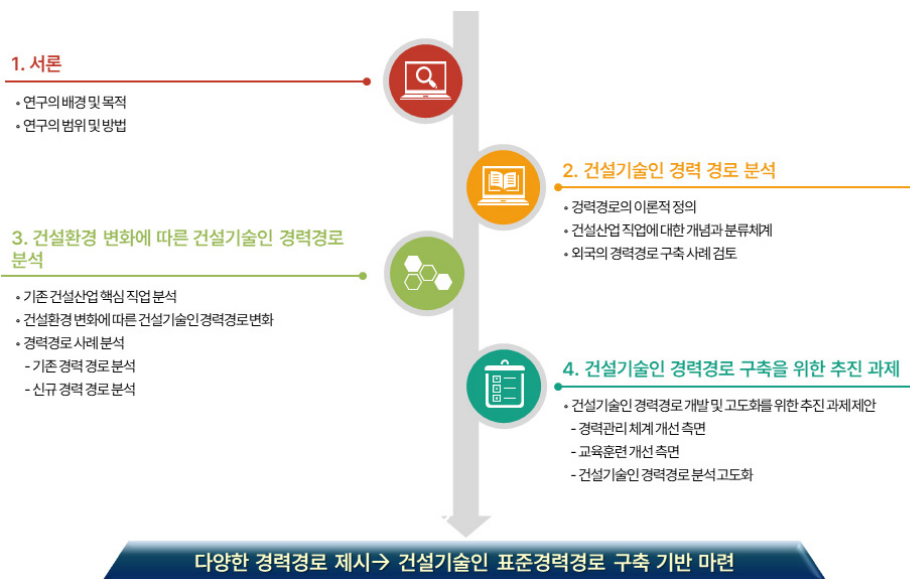 1. 서론
• 연구의 배경 및 목적
• 연구의 범위 및 방법
2. 건설기술인 경력 경로 분석
• 경력경로의 이론적 정의
• 건설산업 직업에 대한 개념과 분류체계
• 외국의 경력경로 구축 사례 검토
3. 건설환경 변화에 따른 건설기술인 경력경로
분석
• 기존 건설산업 핵심 직업 분석
• 건설환경 변화에 따른 건설기술인 경력경로 변화
• 경력경로 사례 분석
- 기존 경력 경로 분석
- 신규 경력 경로 분석
4. 건설기술인 경력경로 구축을 위한 추진 과제
• 건설기술인 경력경로 개발 및 고도화를 위한 추진 과제 제안
- 경력관리 체계 개선 측면
- 교육훈련 개선 측면
- 건설기술인 경력경로 분석 고도화
다양한 경력경로 제시→ 건설기술인 표준경력경로 구축 기반 마련